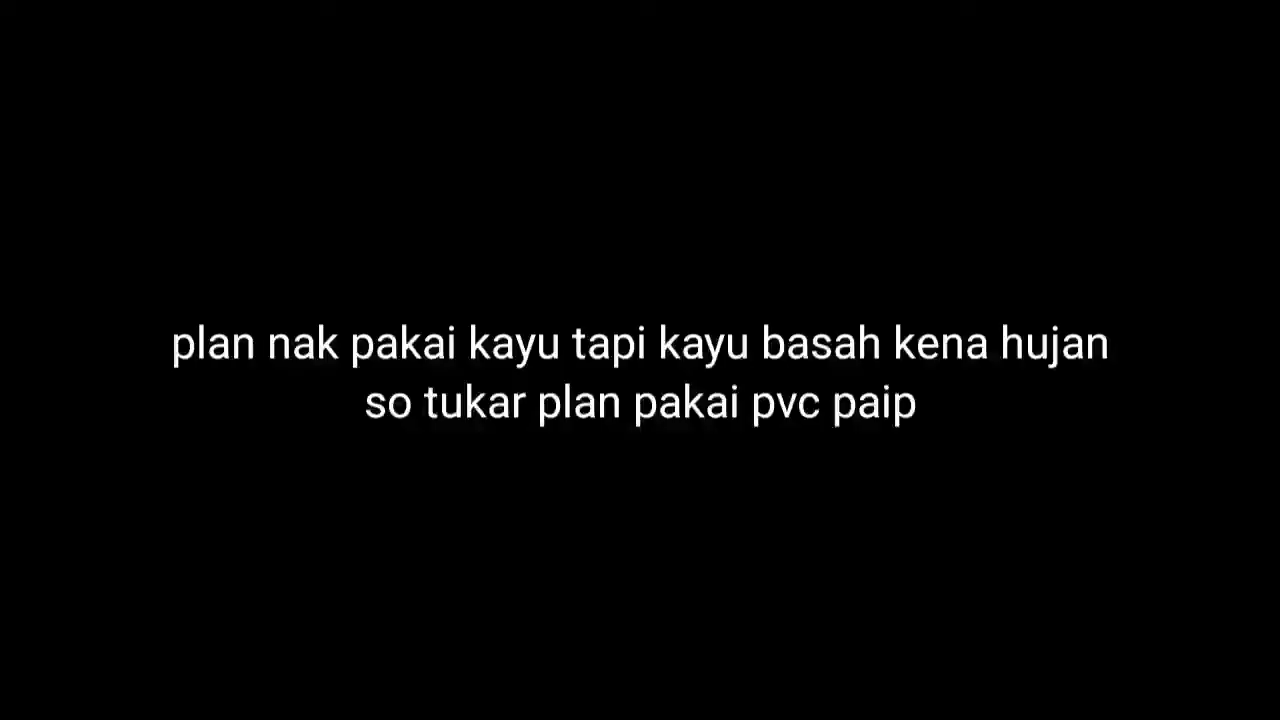 plan nak pakai kayu tapi kayu basah kena hujan
so tukar plan pakai pvc paip